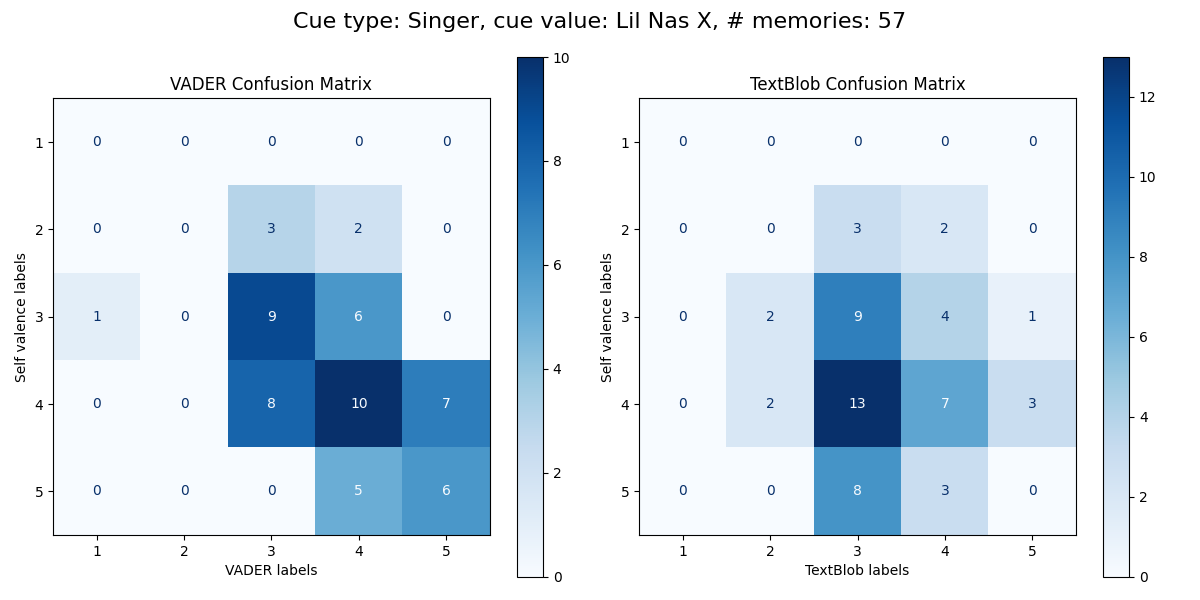 Cue type: Singer, cue value: Lil Nas X, # memories: 57
VADER Confusion Matrix
Self valence labels
1 0 0 0 0 0
2 0 0 3 2 0
3 1 0 9 6 0
4 0 0 8 10 7
5 0 0 0 5 6
1 2 3 4 5
VADER labels
10
8
6
4
2
0
TextBlob Confusion Matrix
Self valence labels
1 0 0 0 0 0
2 0 0 3 2 0
3 0 2 9 4 1
4 0 2 13 7 3
5 0 0 8 3 0
1 2 3 4 5
TextBlob labels
12
10
8
6
4
2
0